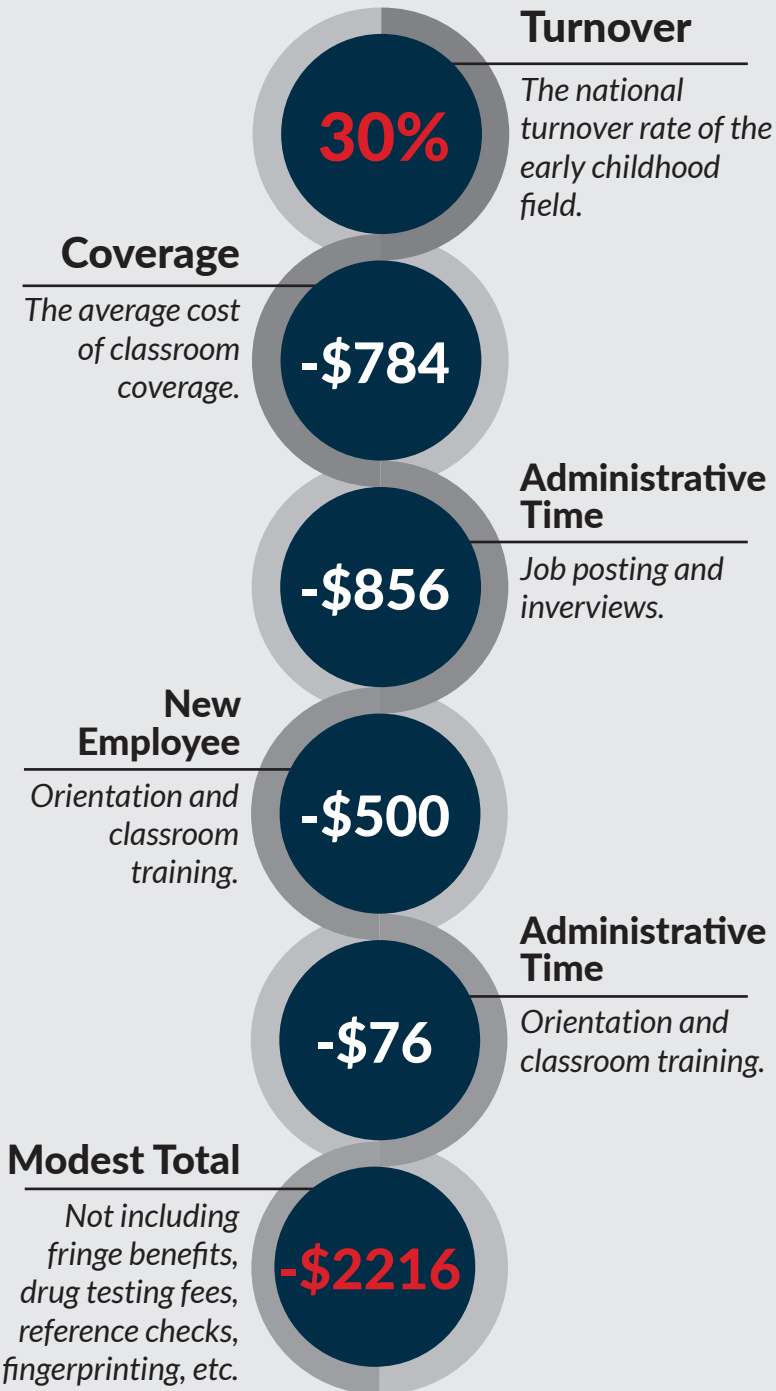 Turnover
30%
The national
turnover rate of the
early childhood
field.
Coverage
The average cost
of classroom
coverage.
-$784
Administrative
Time
-$856
Job posting and
inverviews.
New
Employee
Orientation and
classroom
training.
-$500
Administrative
Time
-$76
Orientation and
classroom training.
Modest Total
Not including
fringe benefits,
drug testing fees,
reference checks,
fingerprinting, etc.
-$2216